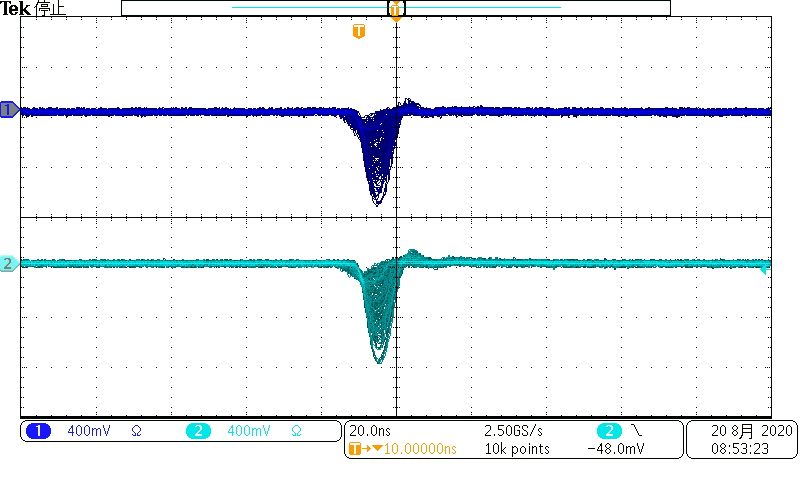 Tek 停止
T
T
1
2
1 400mV Ω 2 400mV Ω
20.0ns 2.50GS/s 2
T→▼10.00000ns 10k points −48.0mV
20 8月 2020
08:53:23